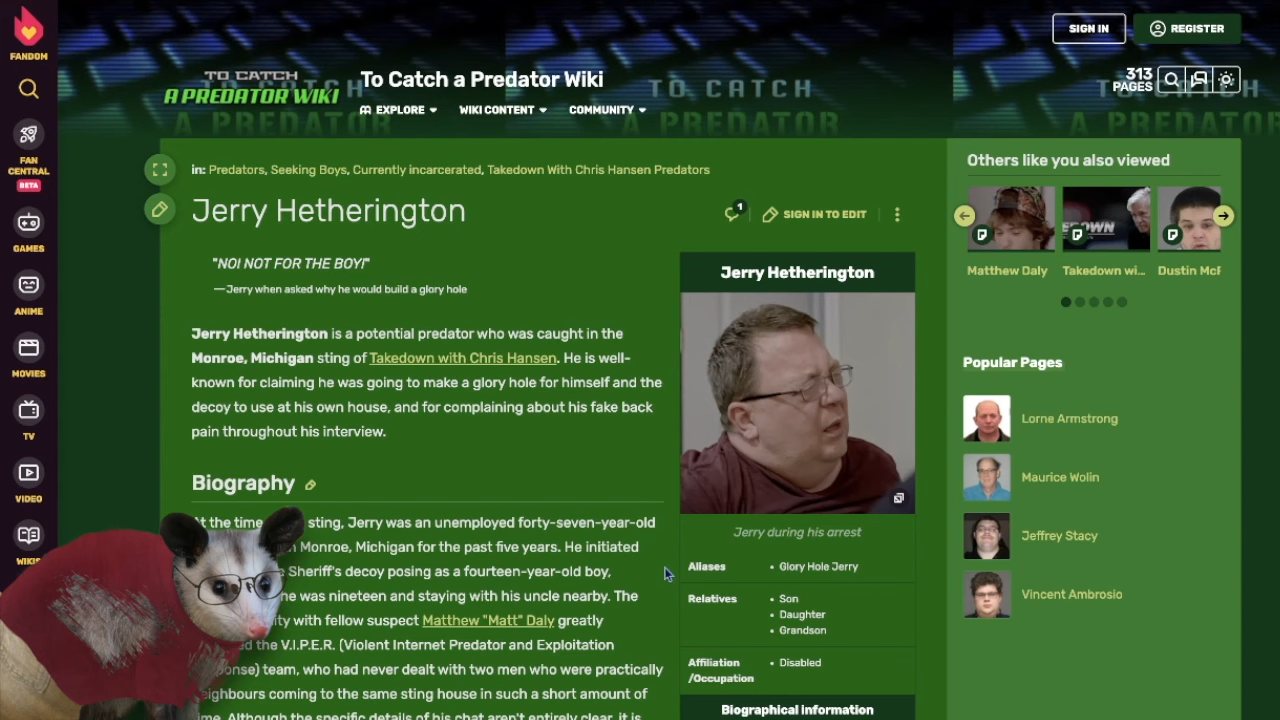 FANDOM
FAN
CENTRAL
BETA
GAMES
ANIME
MOVIES
TV
VIDEO
WIKIS
SIGN IN
REGISTER
TO CATCH
A PREDATOR WIKI
To Catch a Predator Wiki
EXPLORE
WIKI CONTENT
COMMUNITY
313
PAGES
TO CATCH
A PREDATOR
in: Predators, Seeking Boys, Currently incarcerated, Takedown With Chris Hansen Predators
Jerry Hetherington
1
SIGN IN TO EDIT
"NO! NOT FOR THE BOY!"
—Jerry when asked why he would build a glory hole
Jerry Hetherington is a potential predator who was caught in the
Monroe, Michigan sting of Takedown with Chris Hansen. He is well-
known for claiming he was going to make a glory hole for himself and the
decoy to use at his own house, and for complaining about his fake back
pain throughout his interview.
Biography
At the time sting, Jerry was an unemployed forty-seven-year-old
Monroe, Michigan for the past five years. He initiated
Sheriff's decoy posing as a fourteen-year-old boy,
he was nineteen and staying with his uncle nearby. The
with fellow suspect Matthew "Matt" Daly greatly
the V.I.P.E.R. (Violent Internet Predator and Exploitation
team, who had never dealt with two men who were practically
neighbours coming to the same sting house in such a short amount of
time. Although the specific details of his chat aren't entirely clear, it is
Jerry Hetherington
Jerry during his arrest
Aliases
Glory Hole Jerry
Relatives
Son
Daughter
Grandson
Affiliation
/Occupation
Disabled
Biographical information
Others like you also viewed
Matthew Daly
Takedown wi...
Dustin McP
Popular Pages
Lorne Armstrong
Maurice Wolin
Jeffrey Stacy
Vincent Ambrosio